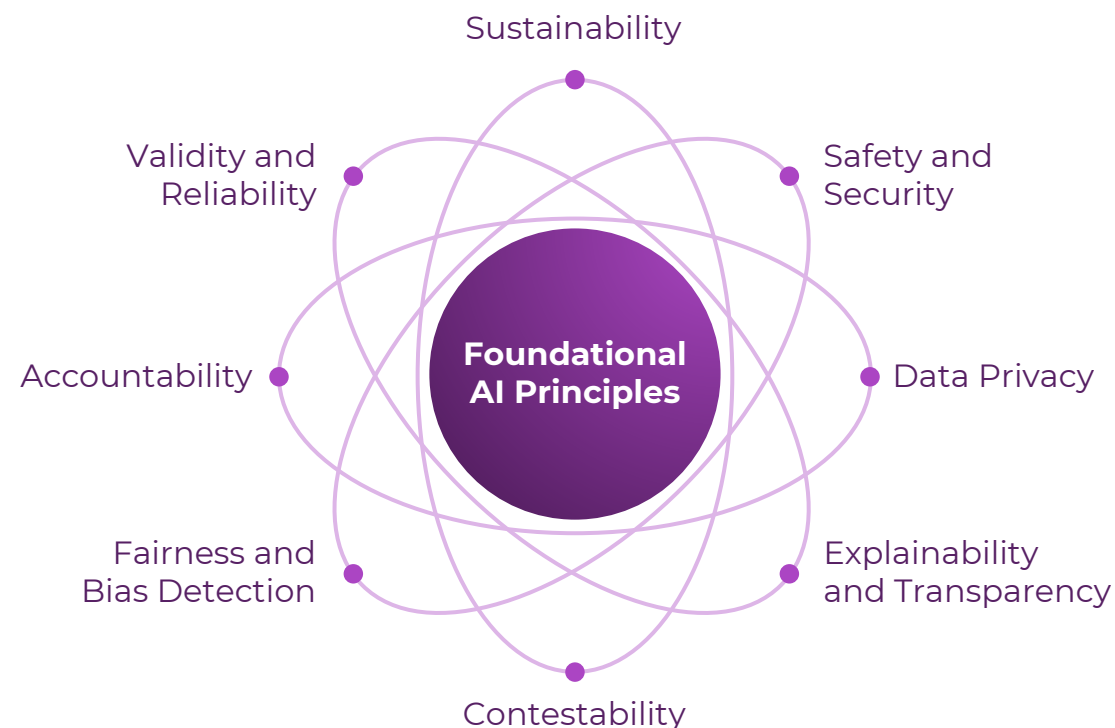 Sustainability
Validity and
Reliability
Safety and
Security
Foundational
AI Principles
Accountability
Data Privacy
Fairness and
Bias Detection
Explainability
and Transparency
Contestability